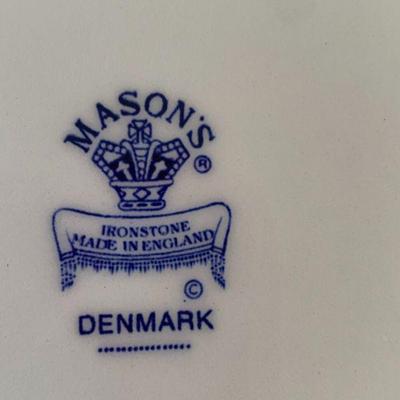 MASON'S
®
IRONSTONE
MADE IN ENGLAND
©
DENMARK